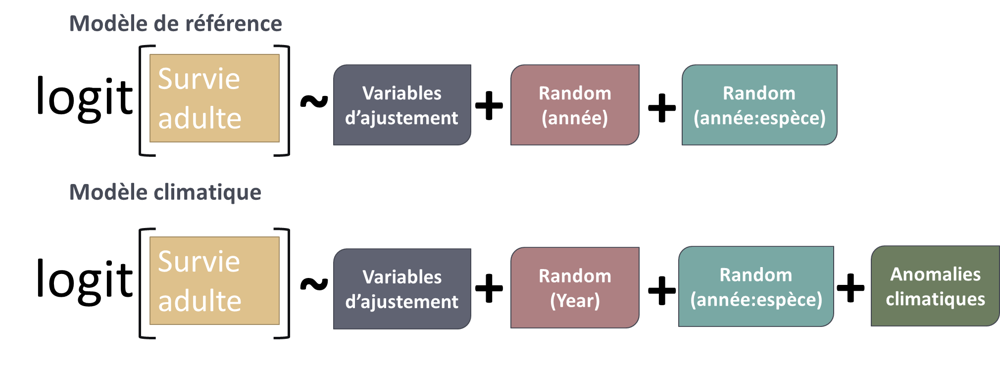 Modèle de référence
logit [ Survie adulte ] ~ Variables d’ajustement + Random (année) + Random (année:espèce)
Modèle climatique
logit [ Survie adulte ] ~ Variables d’ajustement + Random (Year) + Random (année:espèce) + Anomalies climatiques